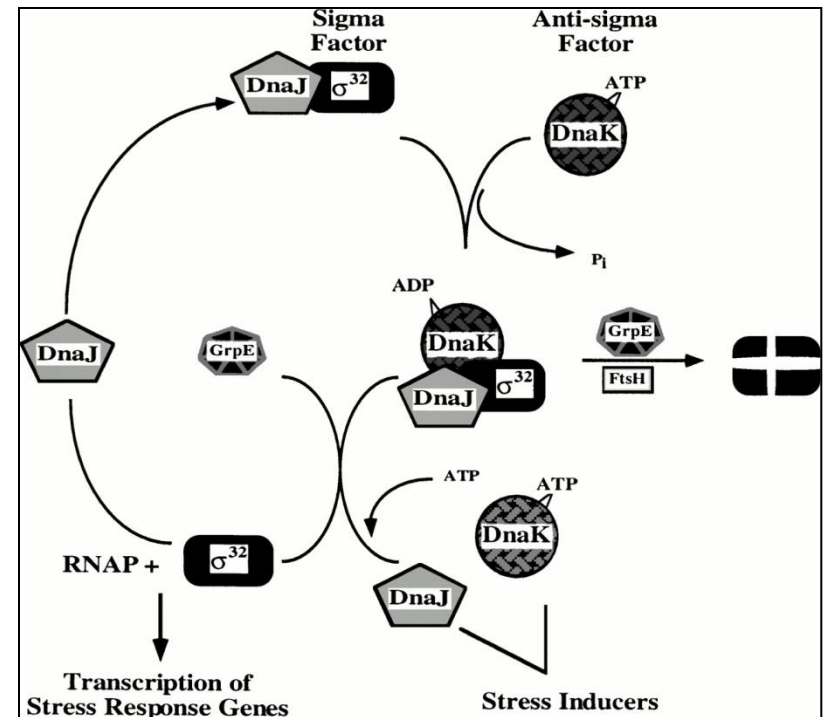 Sigma
Factor
Anti-sigma
Factor
DnaJ
σ³²
ATP
DnaK
Pi
ADP
DnaK
DnaJ
σ³²
GrpE
FtsH
DnaJ
GrpE
ATP
ATP
DnaK
RNAP +
σ³²
DnaJ
Transcription of
Stress Response Genes
Stress Inducers